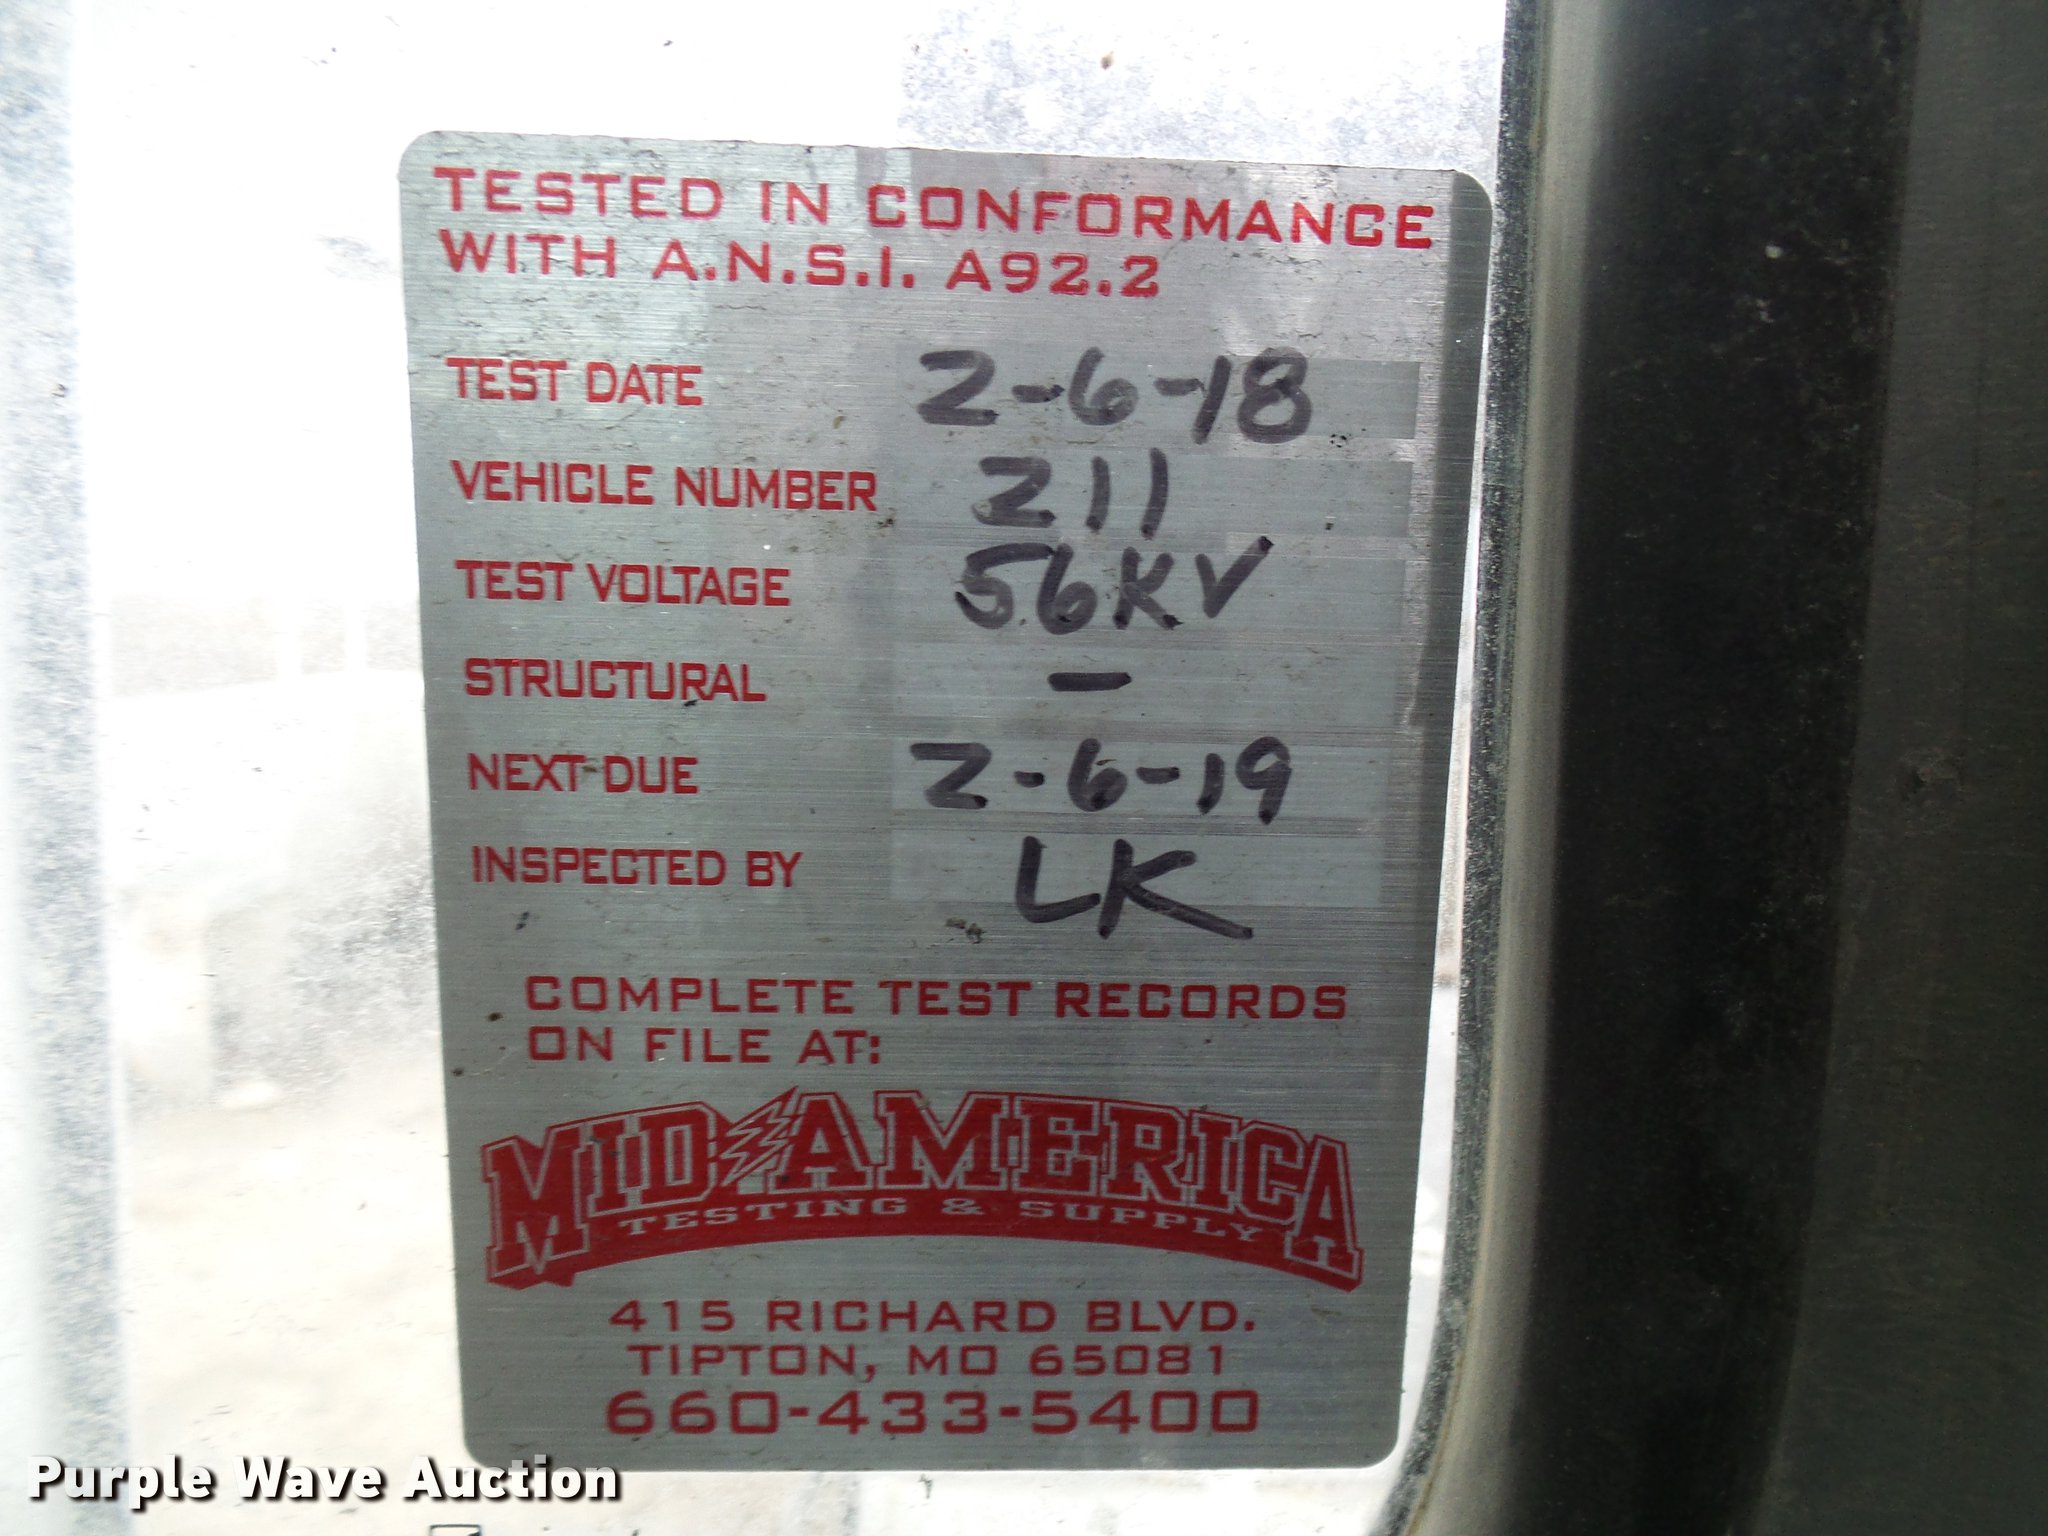 TESTED IN CONFORMANCE
WITH A.N.S.I. A92.2
TEST DATE 2-6-18
VEHICLE NUMBER 211
TEST VOLTAGE 56KV
STRUCTURAL -
NEXT DUE 2-6-19
INSPECTED BY LK
COMPLETE TEST RECORDS
ON FILE AT:
MID AMERICA
TESTING & SUPPLY
415 RICHARD BLVD.
TIPTON, MO 65081
660-433-5400
Purple Wave Auction